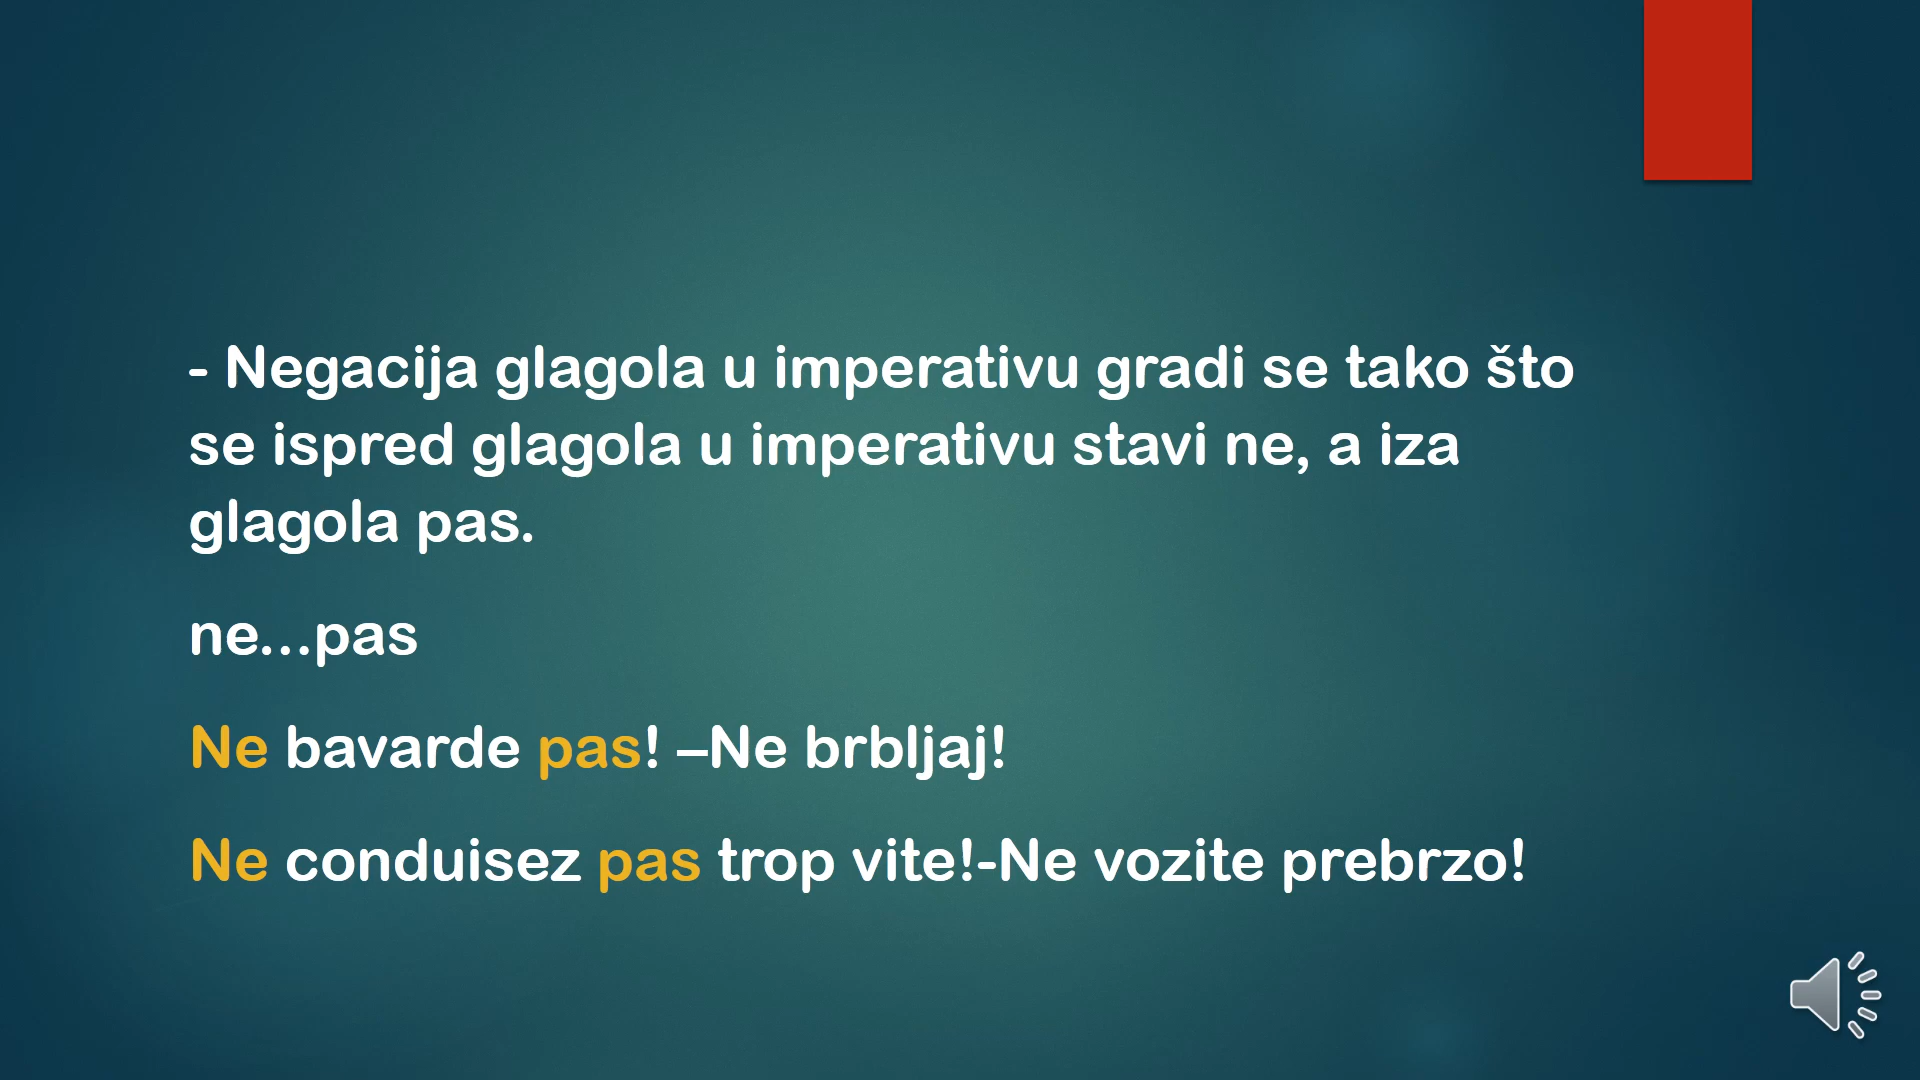 - Negacija glagola u imperativu gradi se tako što
se ispred glagola u imperativu stavi ne, a iza
glagola pas.
ne…pas
Ne bavarde pas! –Ne brbljaj!
Ne conduisez pas trop vite!-Ne vozite prebrzo!